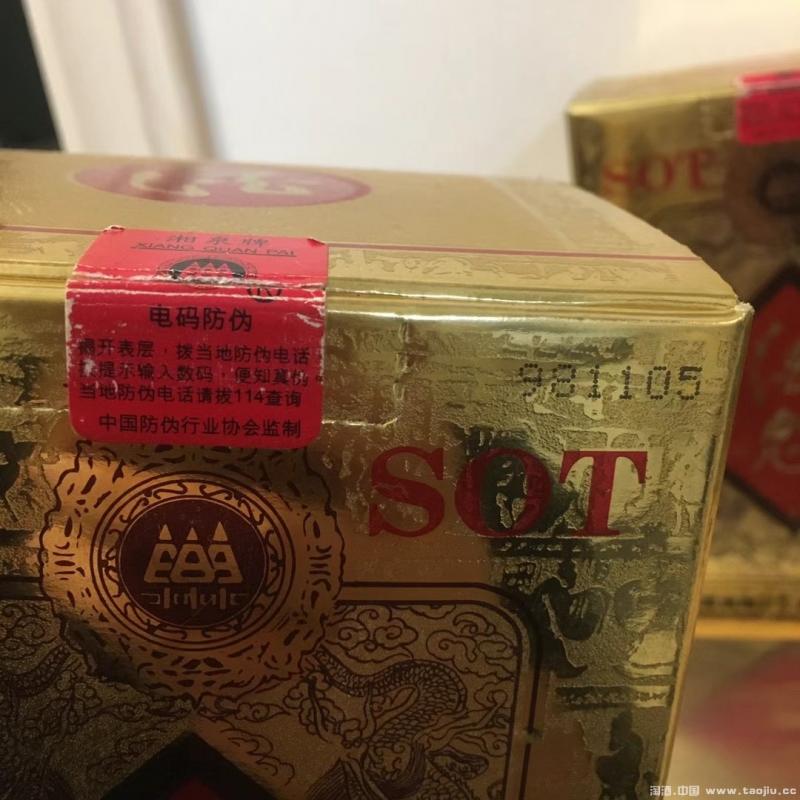 湘泉牌
XIANG QUAN PAI
R
电码防伪
揭开表层，拨当地防伪电话
提示输入数码，便知真机
当地防伪电话请拔114查询
中国防伪行业协会监制
981105
SOT
SOT
淘酒.中国 www.taojiu.cc